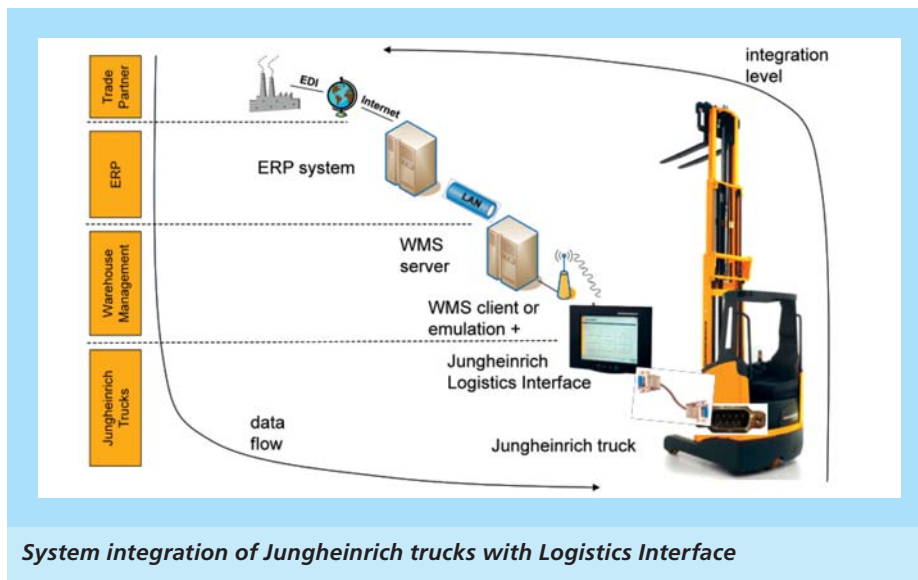 Trade
Partner
ERP
Warehouse
Management
Jungheinrich
Trucks
EDI
Internet
integration
level
ERP system
LAN
WMS
server
WMS client or
emulation +
Jungheinrich
Logistics Interface
data
flow
Jungheinrich truck
System integration of Jungheinrich trucks with Logistics Interface